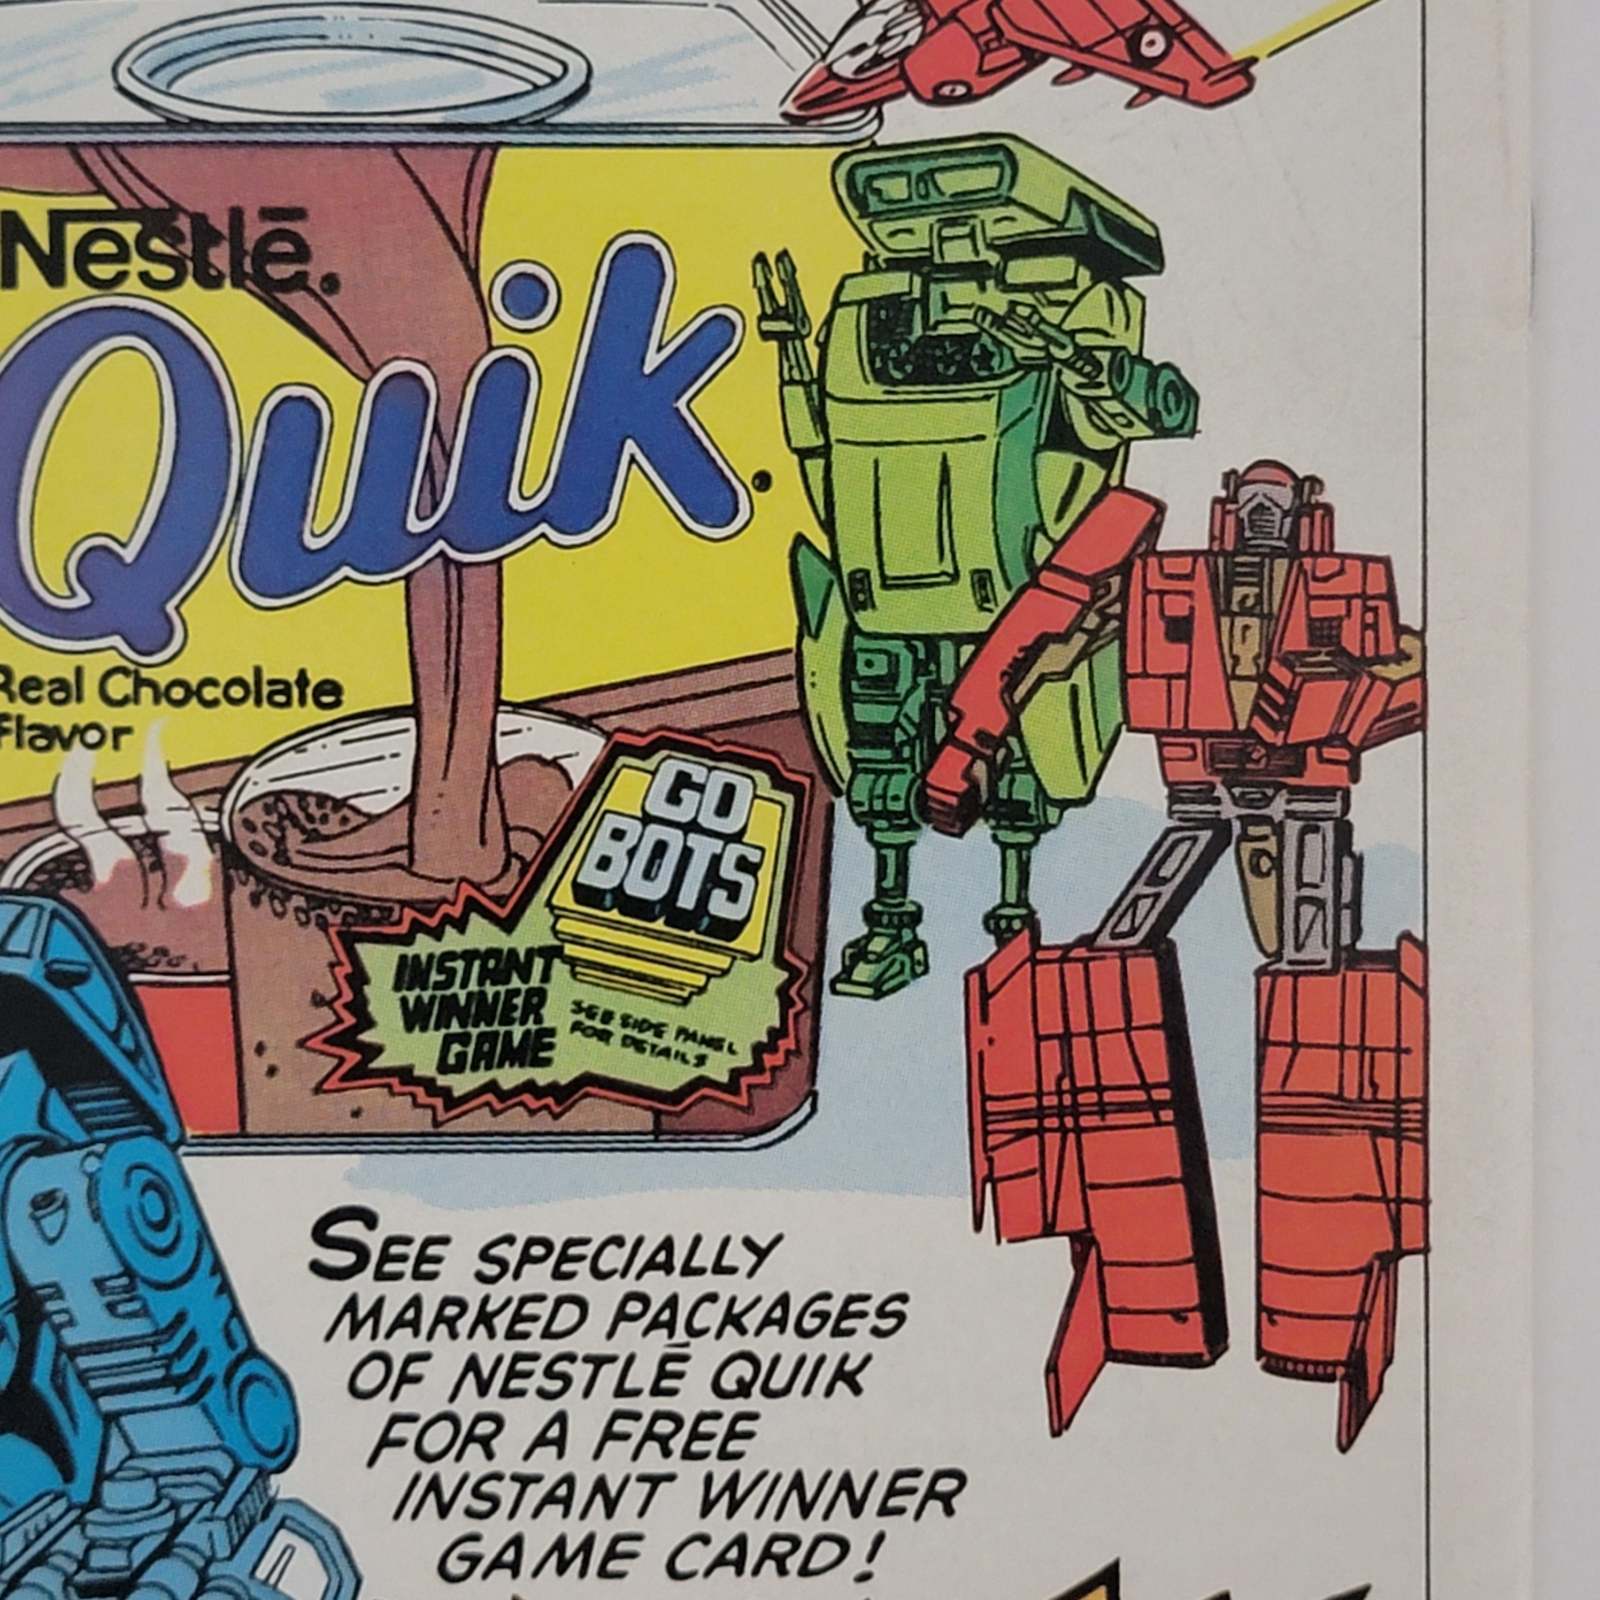 Nestlē.
Quik.
Real Chocolate
Flavor
GO
BOTS
INSTANT
WINNER
GAME
SEE SIDE PANEL
FOR DETAILS
SEE SPECIALLY
MARKED PACKAGES
OF NESTLĒ QUIK
FOR A FREE
INSTANT WINNER
GAME CARD!